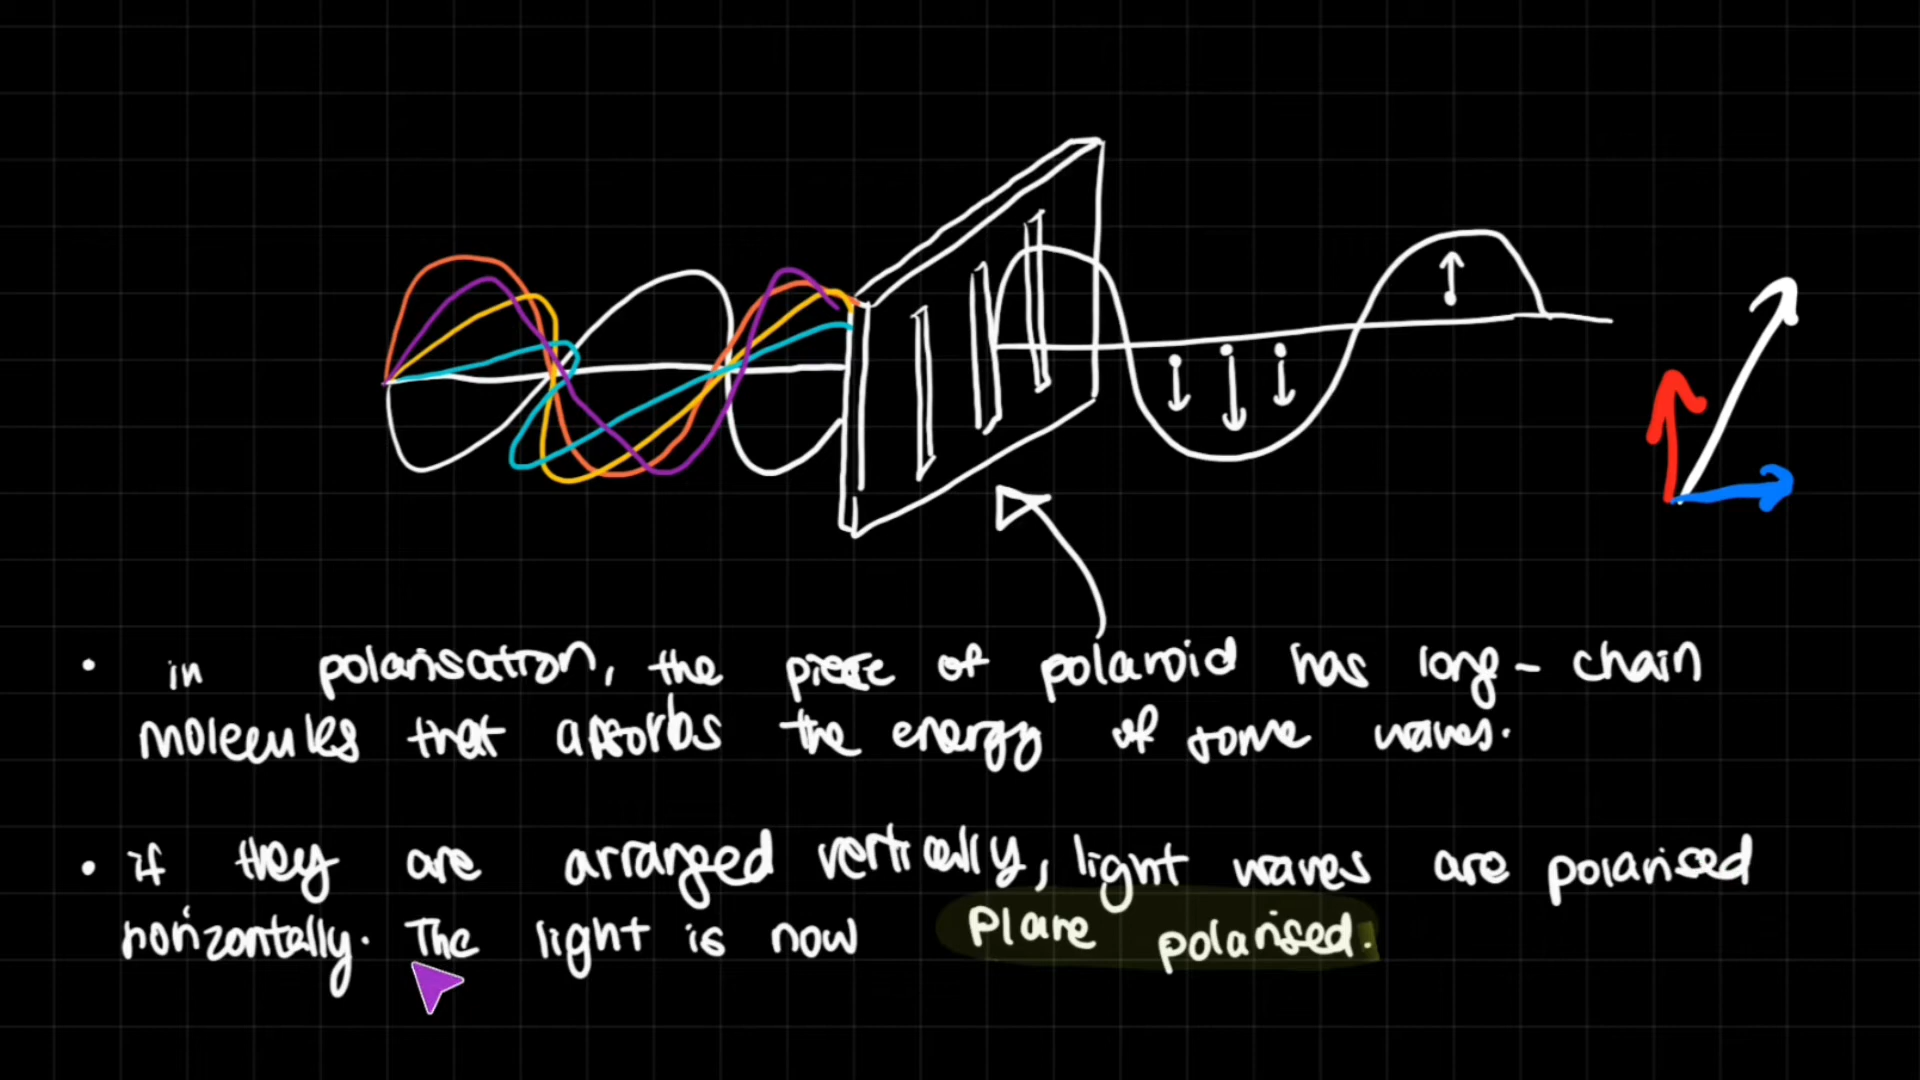 • in polarisation, the piece of polaroid has long-chain
molecules that absorbs the energy of some waves.
• if they are arranged vertically, light waves are polarised
horizontally. The light is now plane polarised.